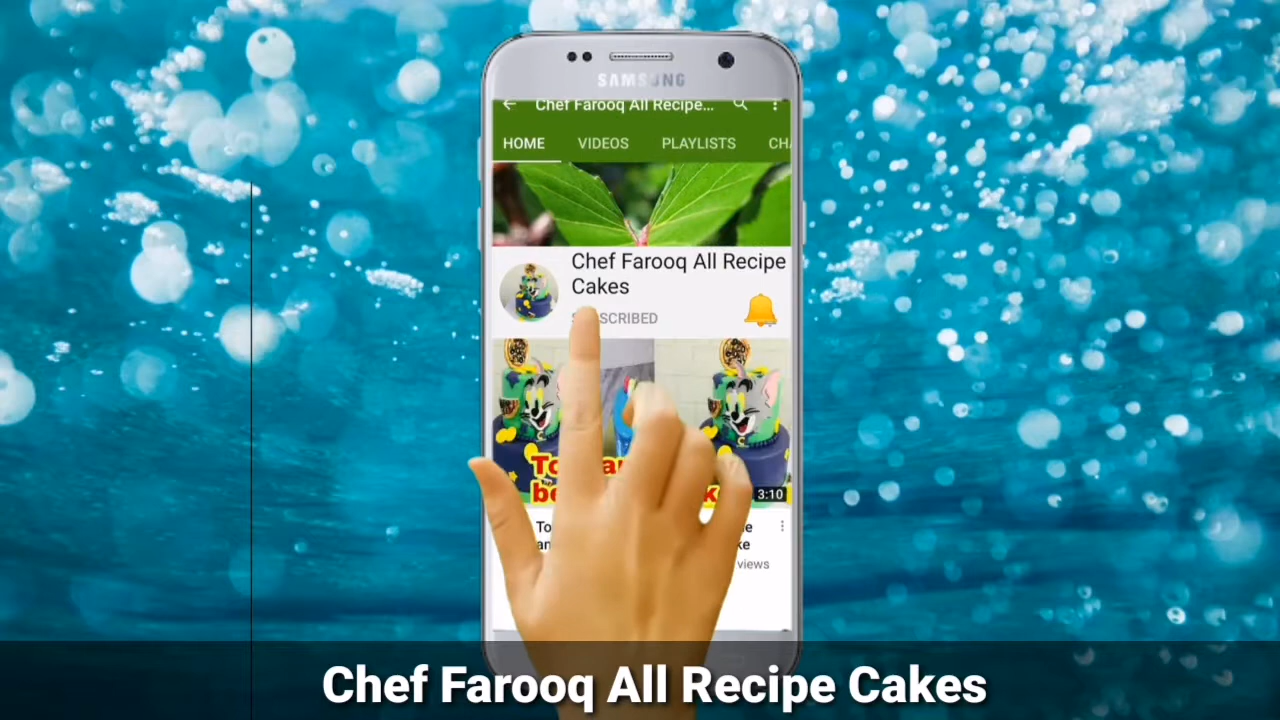 SAMSUNG
Chef Farooq All Recipe...
HOME VIDEOS PLAYLISTS
Chef Farooq All Recipe
Cakes
3:10
views
Chef Farooq All Recipe Cakes